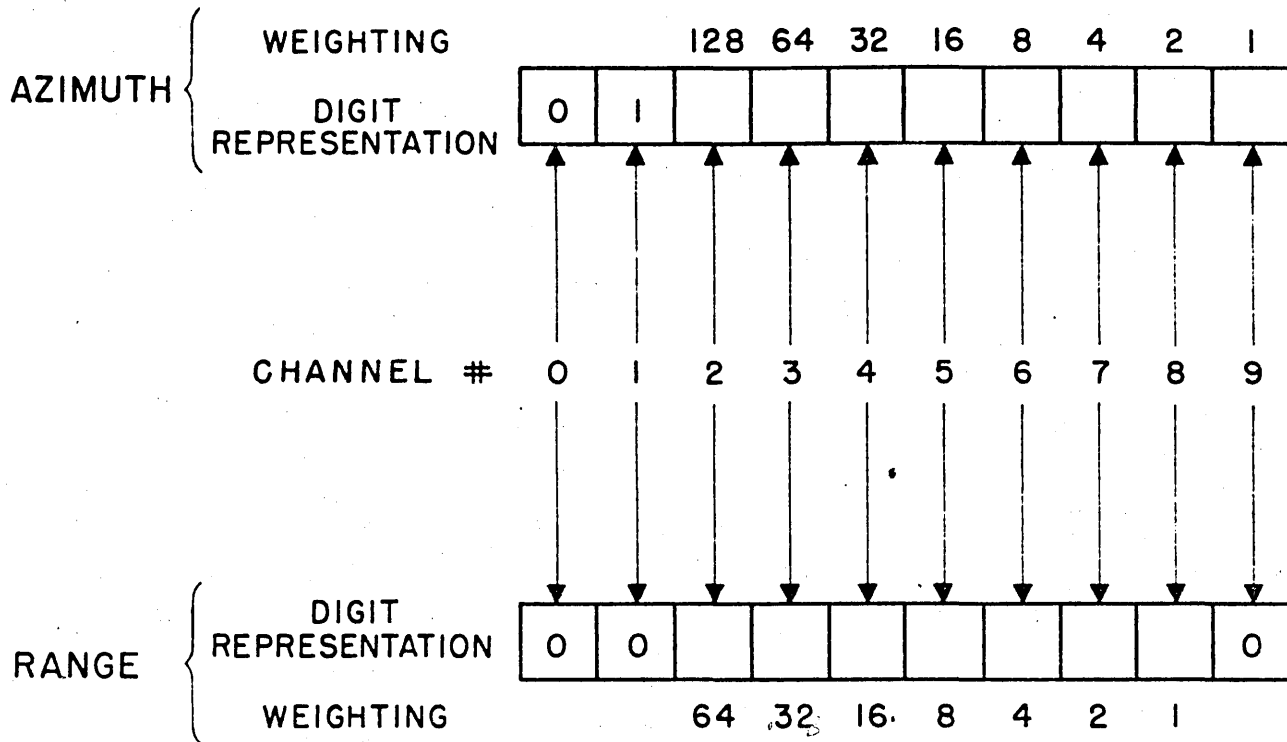 WEIGHTING 128 64 32 16 8 4 2 1
AZIMUTH
DIGIT
REPRESENTATION
0 1
CHANNEL # 0 1 2 3 4 5 6 7 8 9
DIGIT
REPRESENTATION
0 0 0
RANGE
WEIGHTING 64 32 16 8 4 2 1